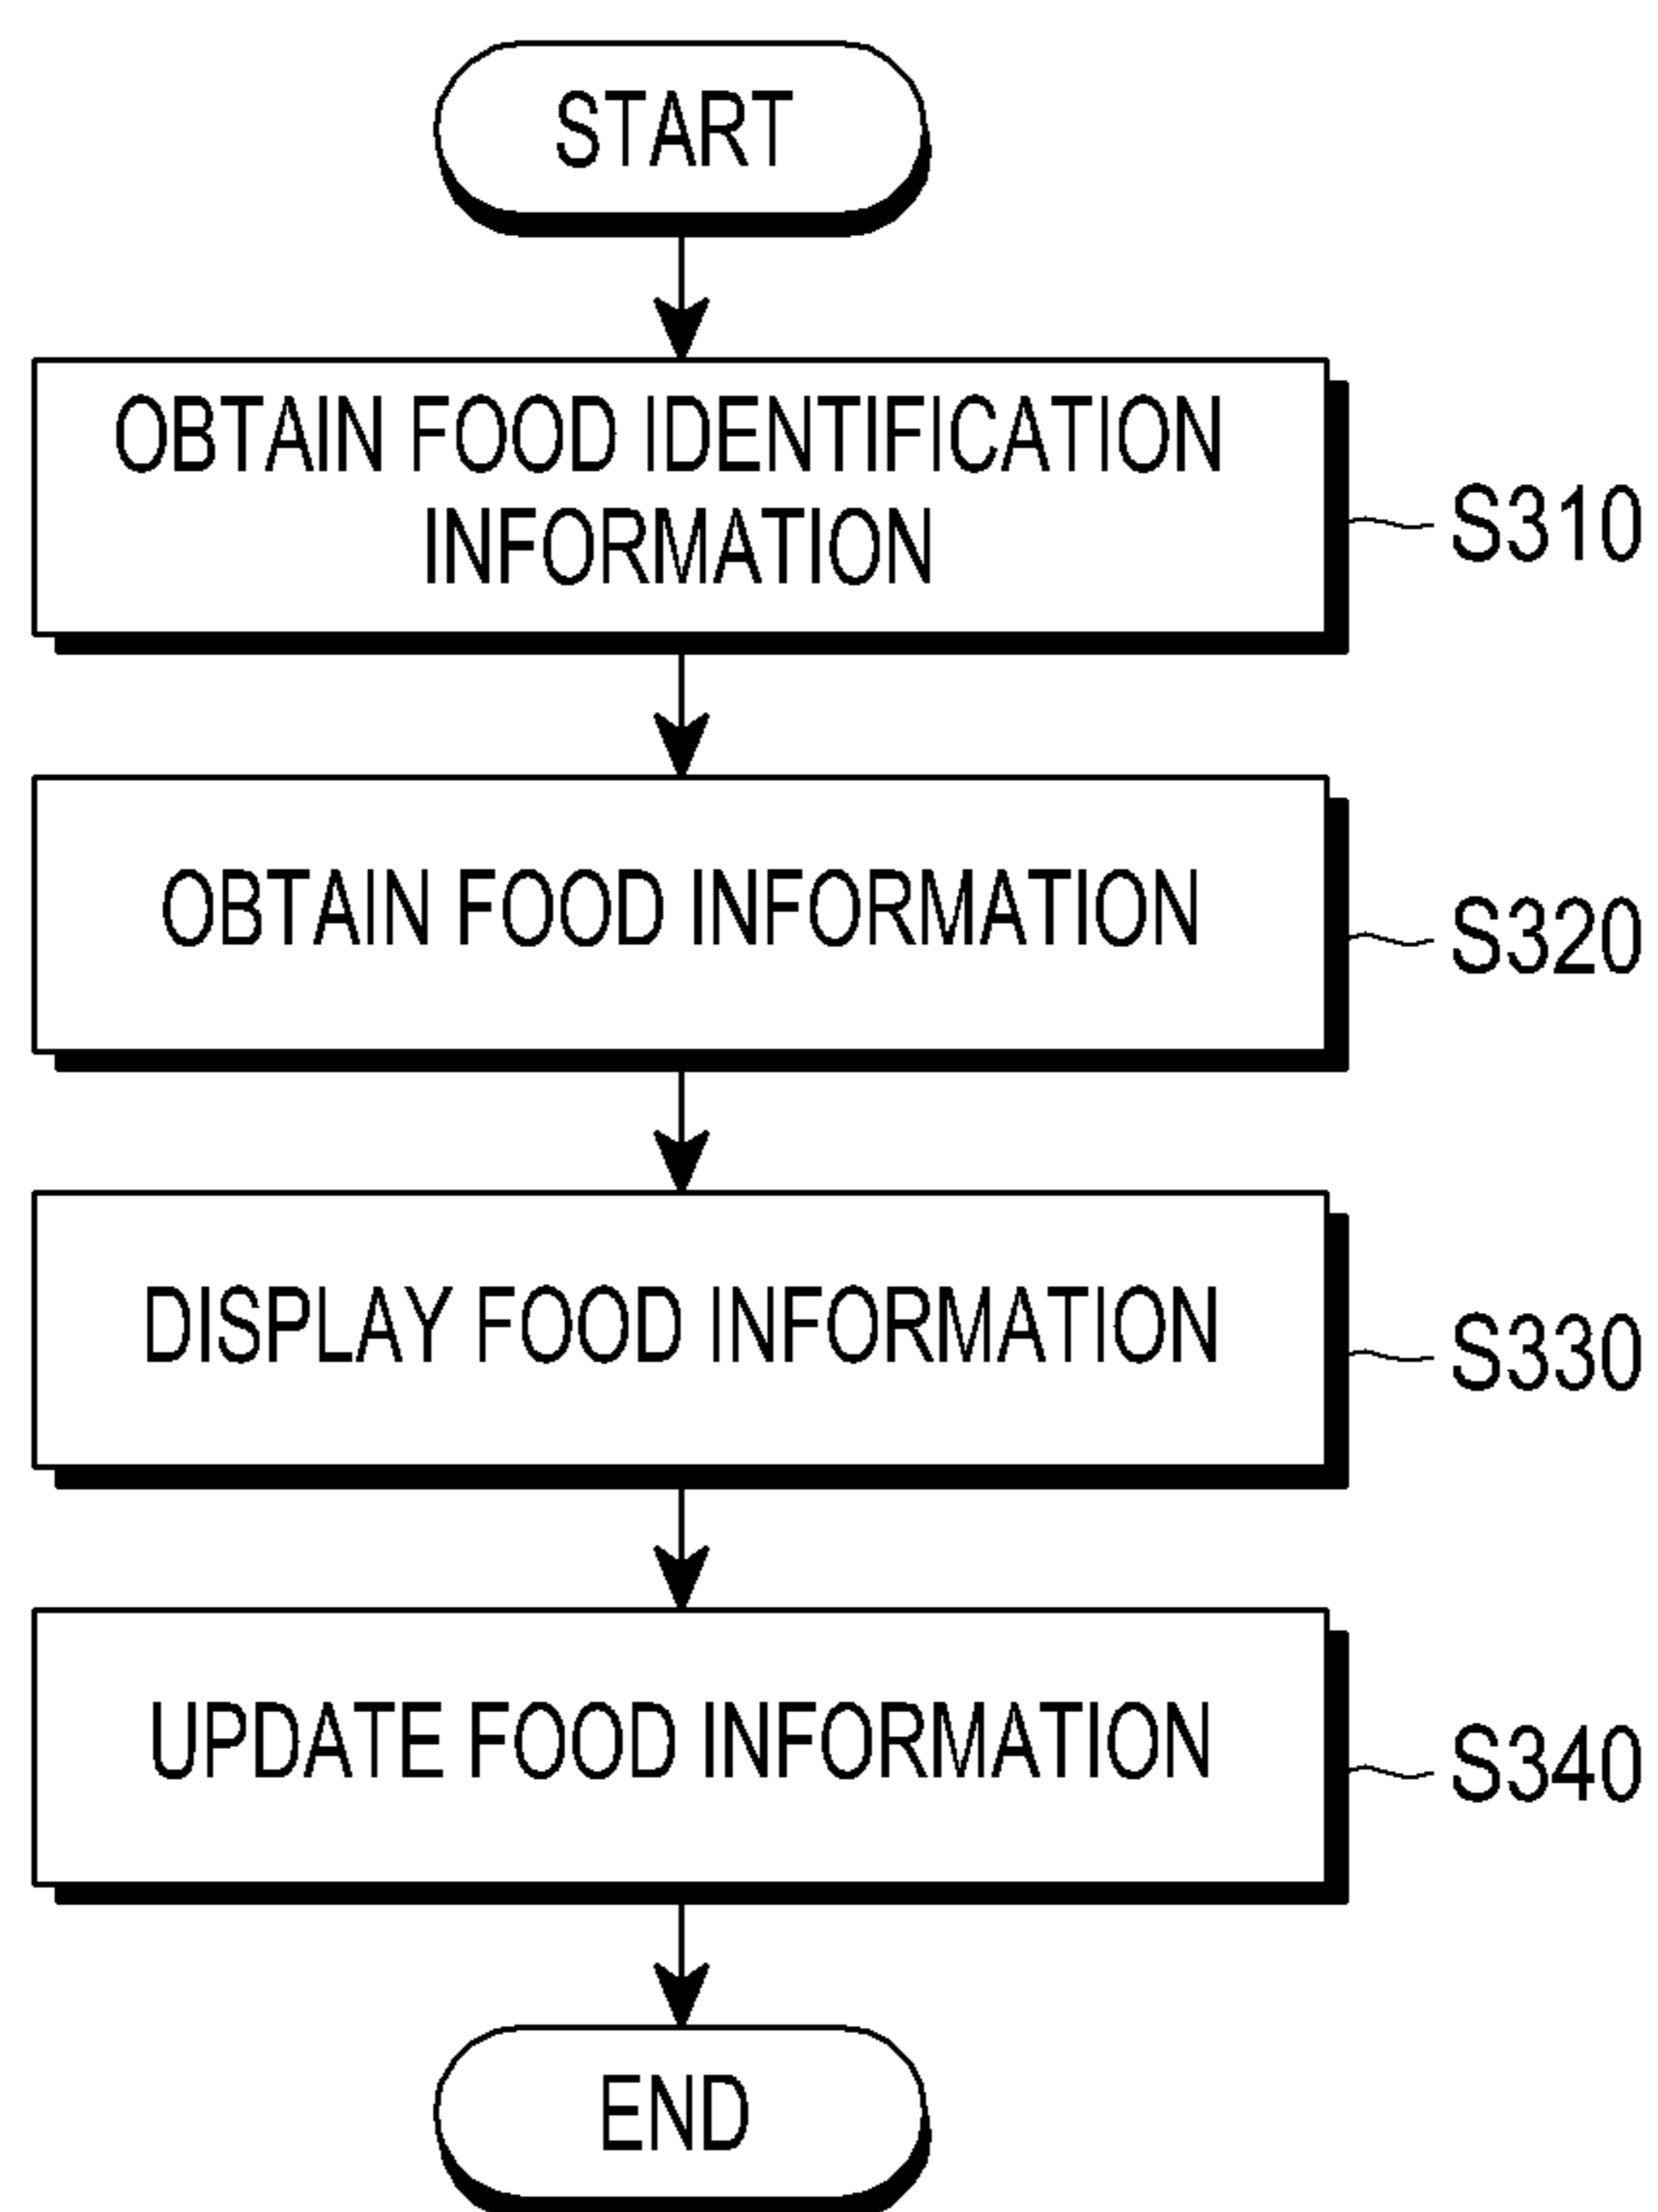 START
OBTAIN FOOD IDENTIFICATION
INFORMATION
S310
OBTAIN FOOD INFORMATION
S320
DISPLAY FOOD INFORMATION
S330
UPDATE FOOD INFORMATION
S340
END